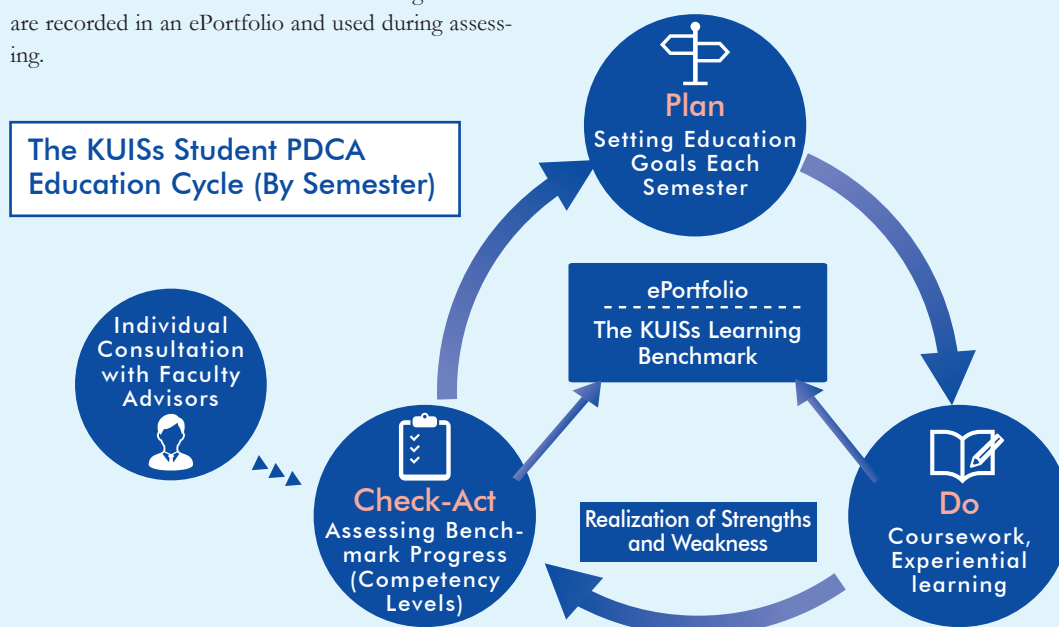 are recorded in an ePortfolio and used during assess-
ing.
The KUISs Student PDCA
Education Cycle (By Semester)
Plan
Setting Education
Goals Each
Semester
ePortfolio
The KUISs Learning
Benchmark
Individual
Consultation
with Faculty
Advisors
Check-Act
Assessing Bench-
mark Progress
(Competency
Levels)
Realization of Strengths
and Weakness
Do
Coursework,
Experiential
learning